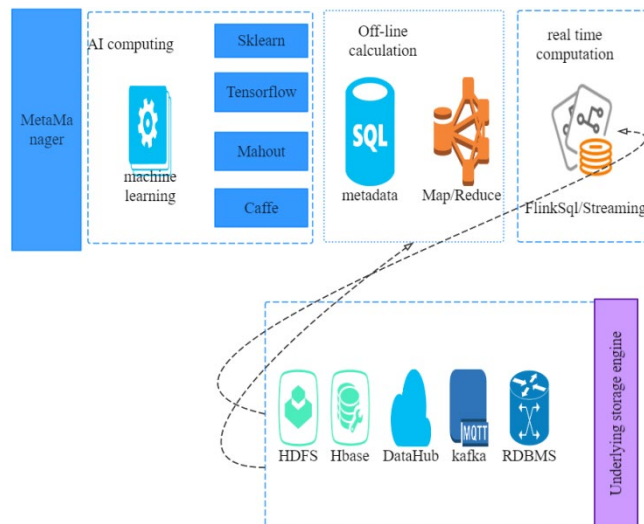 MetaMa
nager
AI computing
machine
learning
Sklearn
Tensorflow
Mahout
Caffe
Off-line
calculation
SQL
metadata
Map/Reduce
real time
computation
FlinkSql/Streaming
HDFS
Hbase
DataHub
MQTT
kafka
RDBMS
Underlying storage engine